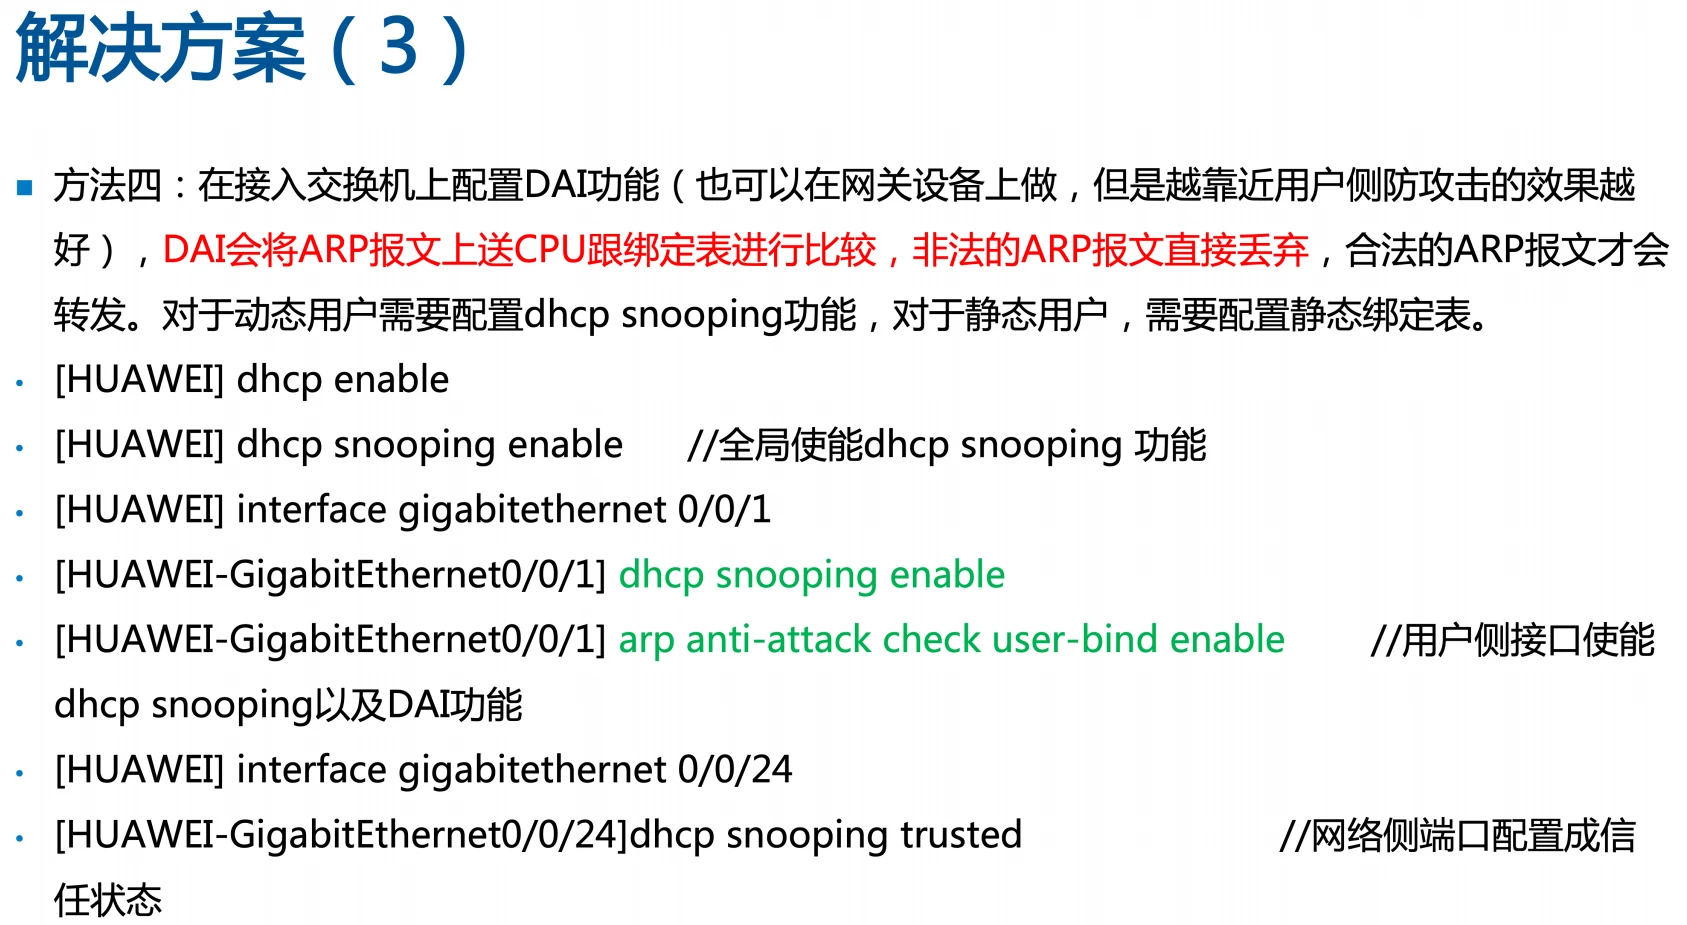 解决方案（3）
■ 方法四：在接入交换机上配置DAI功能（也可以在网关设备上做，但是越靠近用户侧防攻击的效果越
好），DAI会将ARP报文上送CPU跟绑定表进行比较，非法的ARP报文直接丢弃，合法的ARP报文才会
转发。对于动态用户需要配置dhcp snooping功能，对于静态用户，需要配置静态绑定表。
• [HUAWEI] dhcp enable
• [HUAWEI] dhcp snooping enable //全局使能dhcp snooping 功能
• [HUAWEI] interface gigabitethernet 0/0/1
• [HUAWEI-GigabitEthernet0/0/1] dhcp snooping enable
• [HUAWEI-GigabitEthernet0/0/1] arp anti-attack check user-bind enable //用户侧接口使能
dhcp snooping以及DAI功能
• [HUAWEI] interface gigabitethernet 0/0/24
• [HUAWEI-GigabitEthernet0/0/24]dhcp snooping trusted //网络侧端口配置成信
任状态